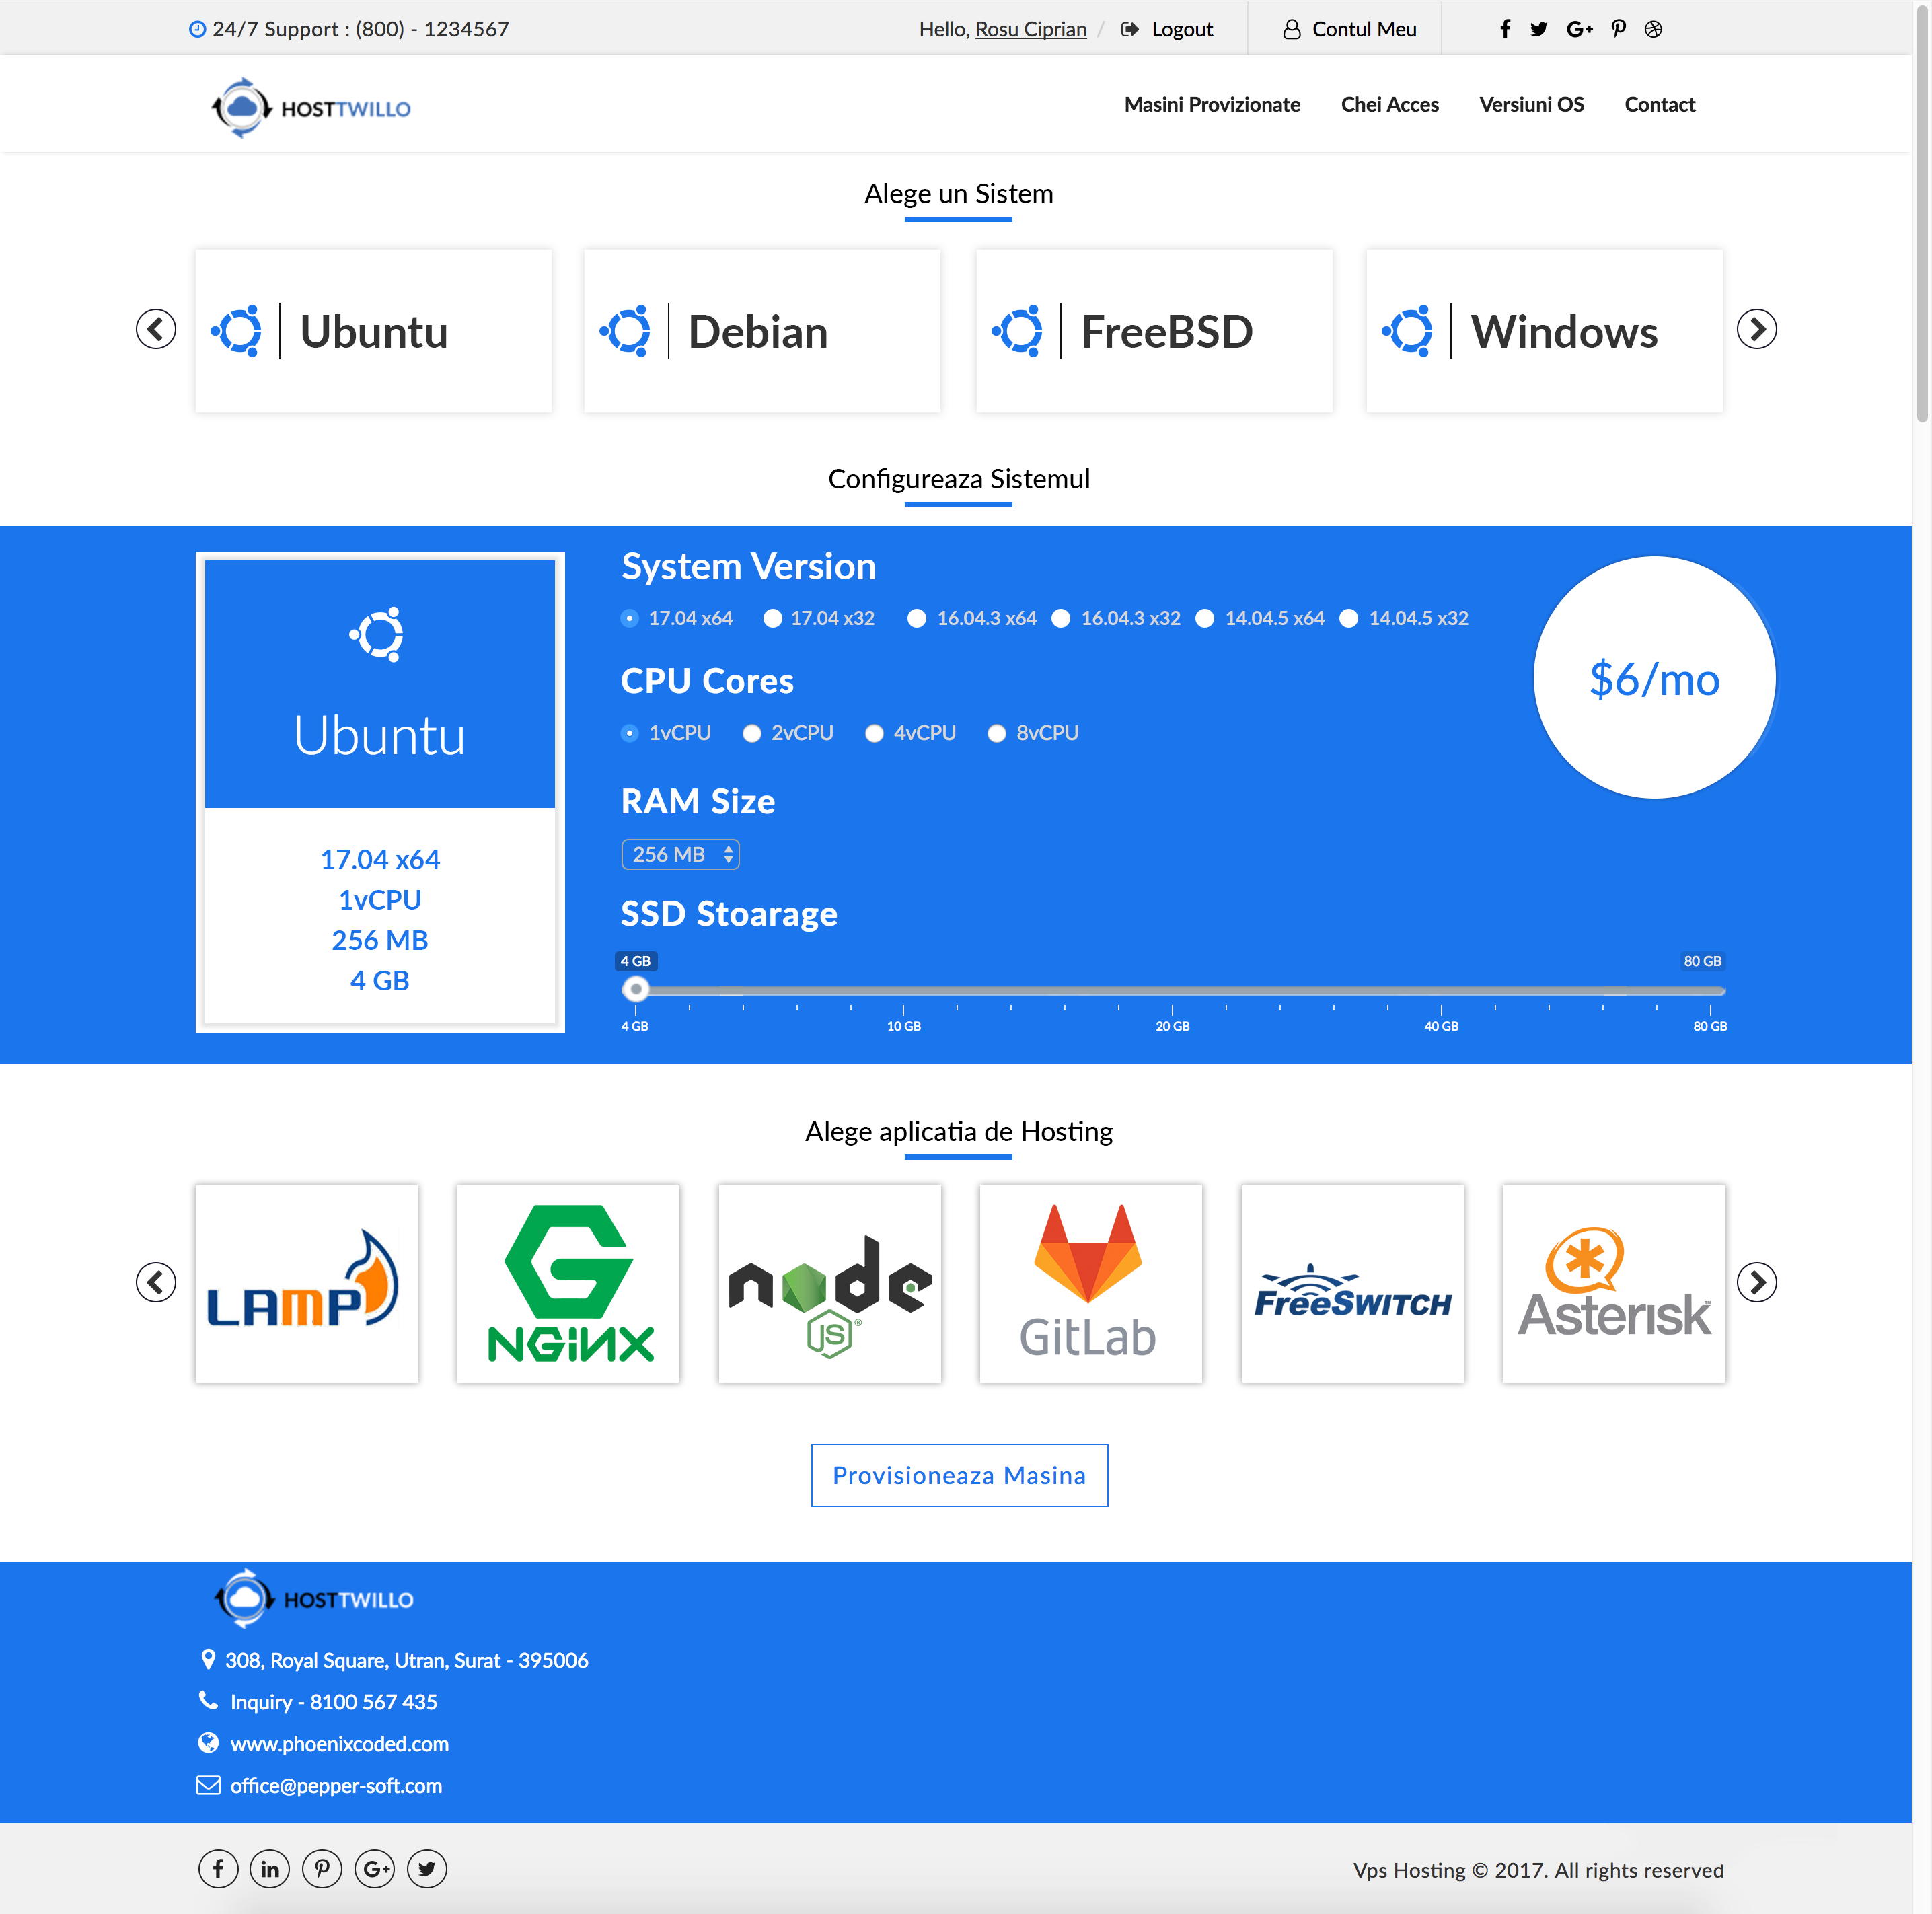 24/7 Support : (800) - 1234567
Hello, Rosu Ciprian / Logout
Contul Meu
G+
HOSTTWILLO
Masini Provizionate Chei Acces Versiuni OS Contact
Alege un Sistem
Ubuntu
Debian
FreeBSD
Windows
Configureaza Sistemul
Ubuntu
17.04 x64
1vCPU
256 MB
4 GB
System Version
17.04 x64 17.04 x32 16.04.3 x64 16.04.3 x32 14.04.5 x64 14.04.5 x32
CPU Cores
1vCPU 2vCPU 4vCPU 8vCPU
RAM Size
256 MB
SSD Stoarage
4 GB 80 GB
4 GB 10 GB 20 GB 40 GB 80 GB
$6/mo
Alege aplicatia de Hosting
LAMP
G
NGiNX
node
JS®
GitLab
FreeSWITCH
Asterisk™
Provisioneaza Masina
HOSTTWILLO
308, Royal Square, Utran, Surat - 395006
Inquiry - 8100 567 435
www.phoenixcoded.com
office@pepper-soft.com
f in G+
Vps Hosting © 2017. All rights reserved